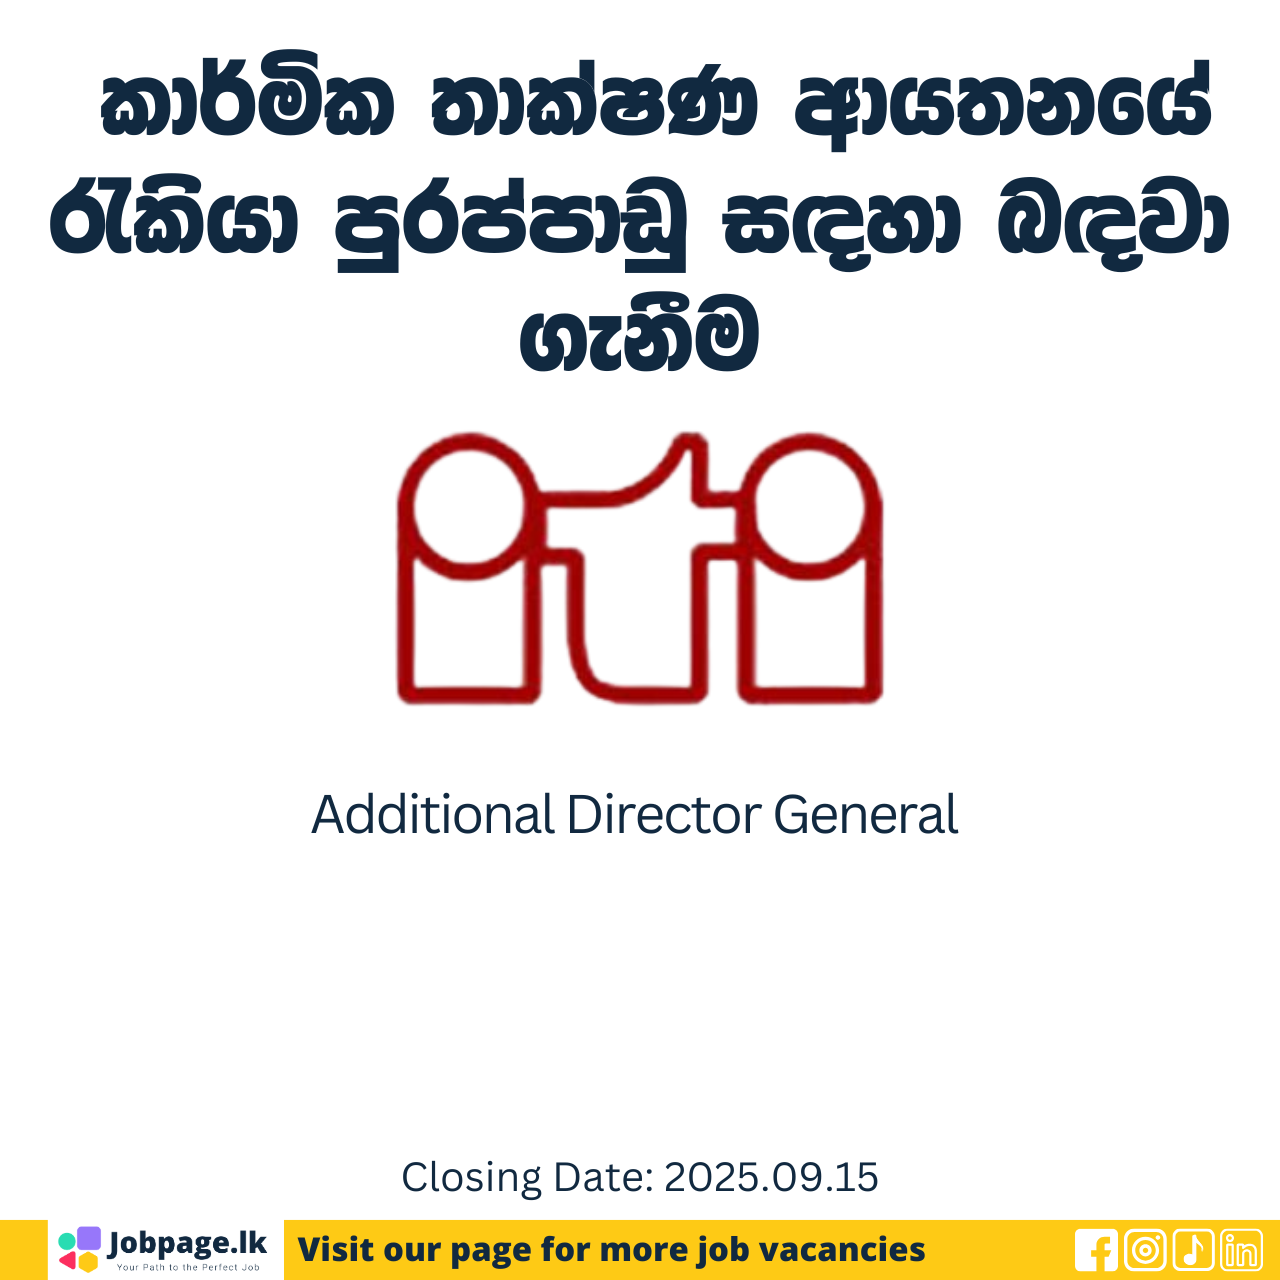 කාර්මික තාක්ෂණ ආයතනයේ
රැකියා පුරප්පාඩු සඳහා බඳවා
ගැනීම
iti
Additional Director General
Closing Date: 2025.09.15
Jobpage.lk
Your Path to the Perfect Job
Visit our page for more job vacancies